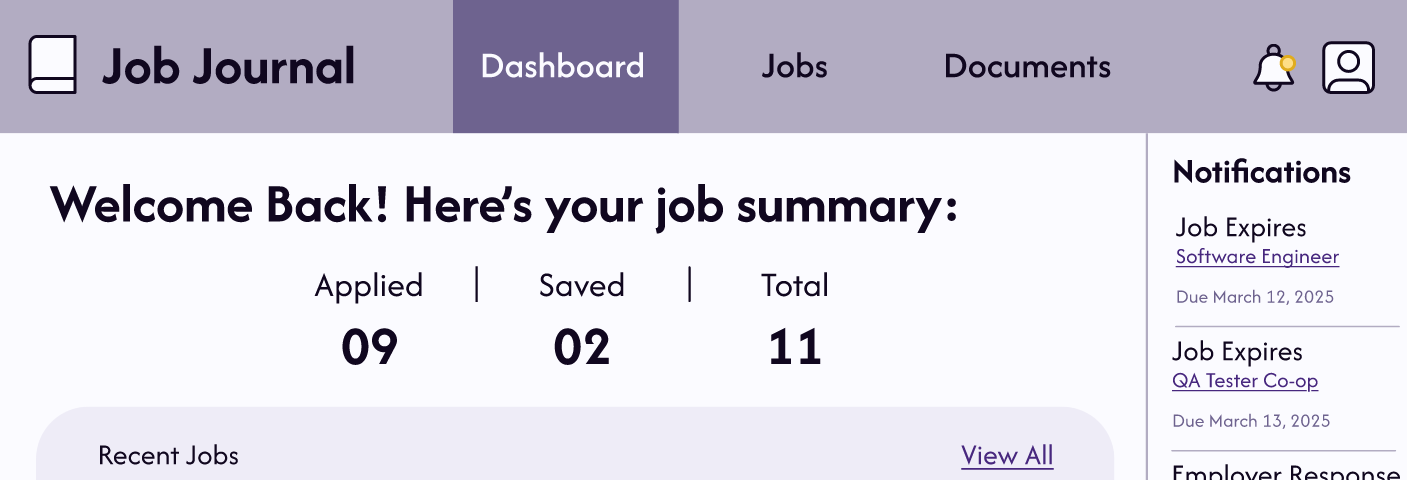 Job Journal
Dashboard
Jobs
Documents
Welcome Back! Here’s your job summary:
Applied | Saved | Total
09 02 11
Recent Jobs
View All
Notifications
Job Expires
Software Engineer
Due March 12, 2025
Job Expires
QA Tester Co-op
Due March 13, 2025
Employer Response